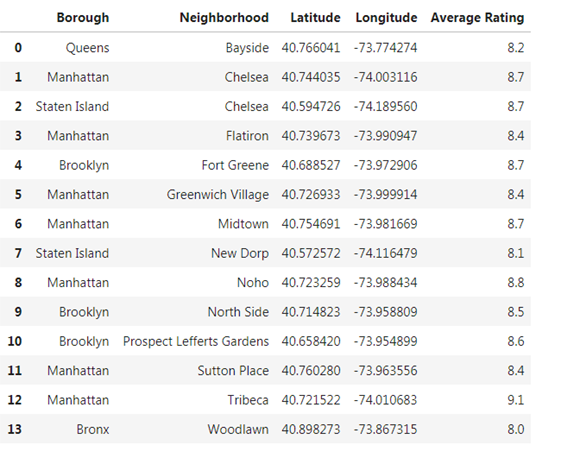 Borough Neighborhood Latitude Longitude Average Rating
0 Queens Bayside 40.766041 -73.774274 8.2
1 Manhattan Chelsea 40.744035 -74.003116 8.7
2 Staten Island Chelsea 40.594726 -74.189560 8.7
3 Manhattan Flatiron 40.739673 -73.990947 8.4
4 Brooklyn Fort Greene 40.688527 -73.972906 8.7
5 Manhattan Greenwich Village 40.726933 -73.999914 8.4
6 Manhattan Midtown 40.754691 -73.981669 8.7
7 Staten Island New Dorp 40.572572 -74.116479 8.1
8 Manhattan Noho 40.723259 -73.988434 8.8
9 Brooklyn North Side 40.714823 -73.958809 8.5
10 Brooklyn Prospect Lefferts Gardens 40.658420 -73.954899 8.6
11 Manhattan Sutton Place 40.760280 -73.963556 8.4
12 Manhattan Tribeca 40.721522 -74.010683 9.1
13 Bronx Woodlawn 40.898273 -73.867315 8.0